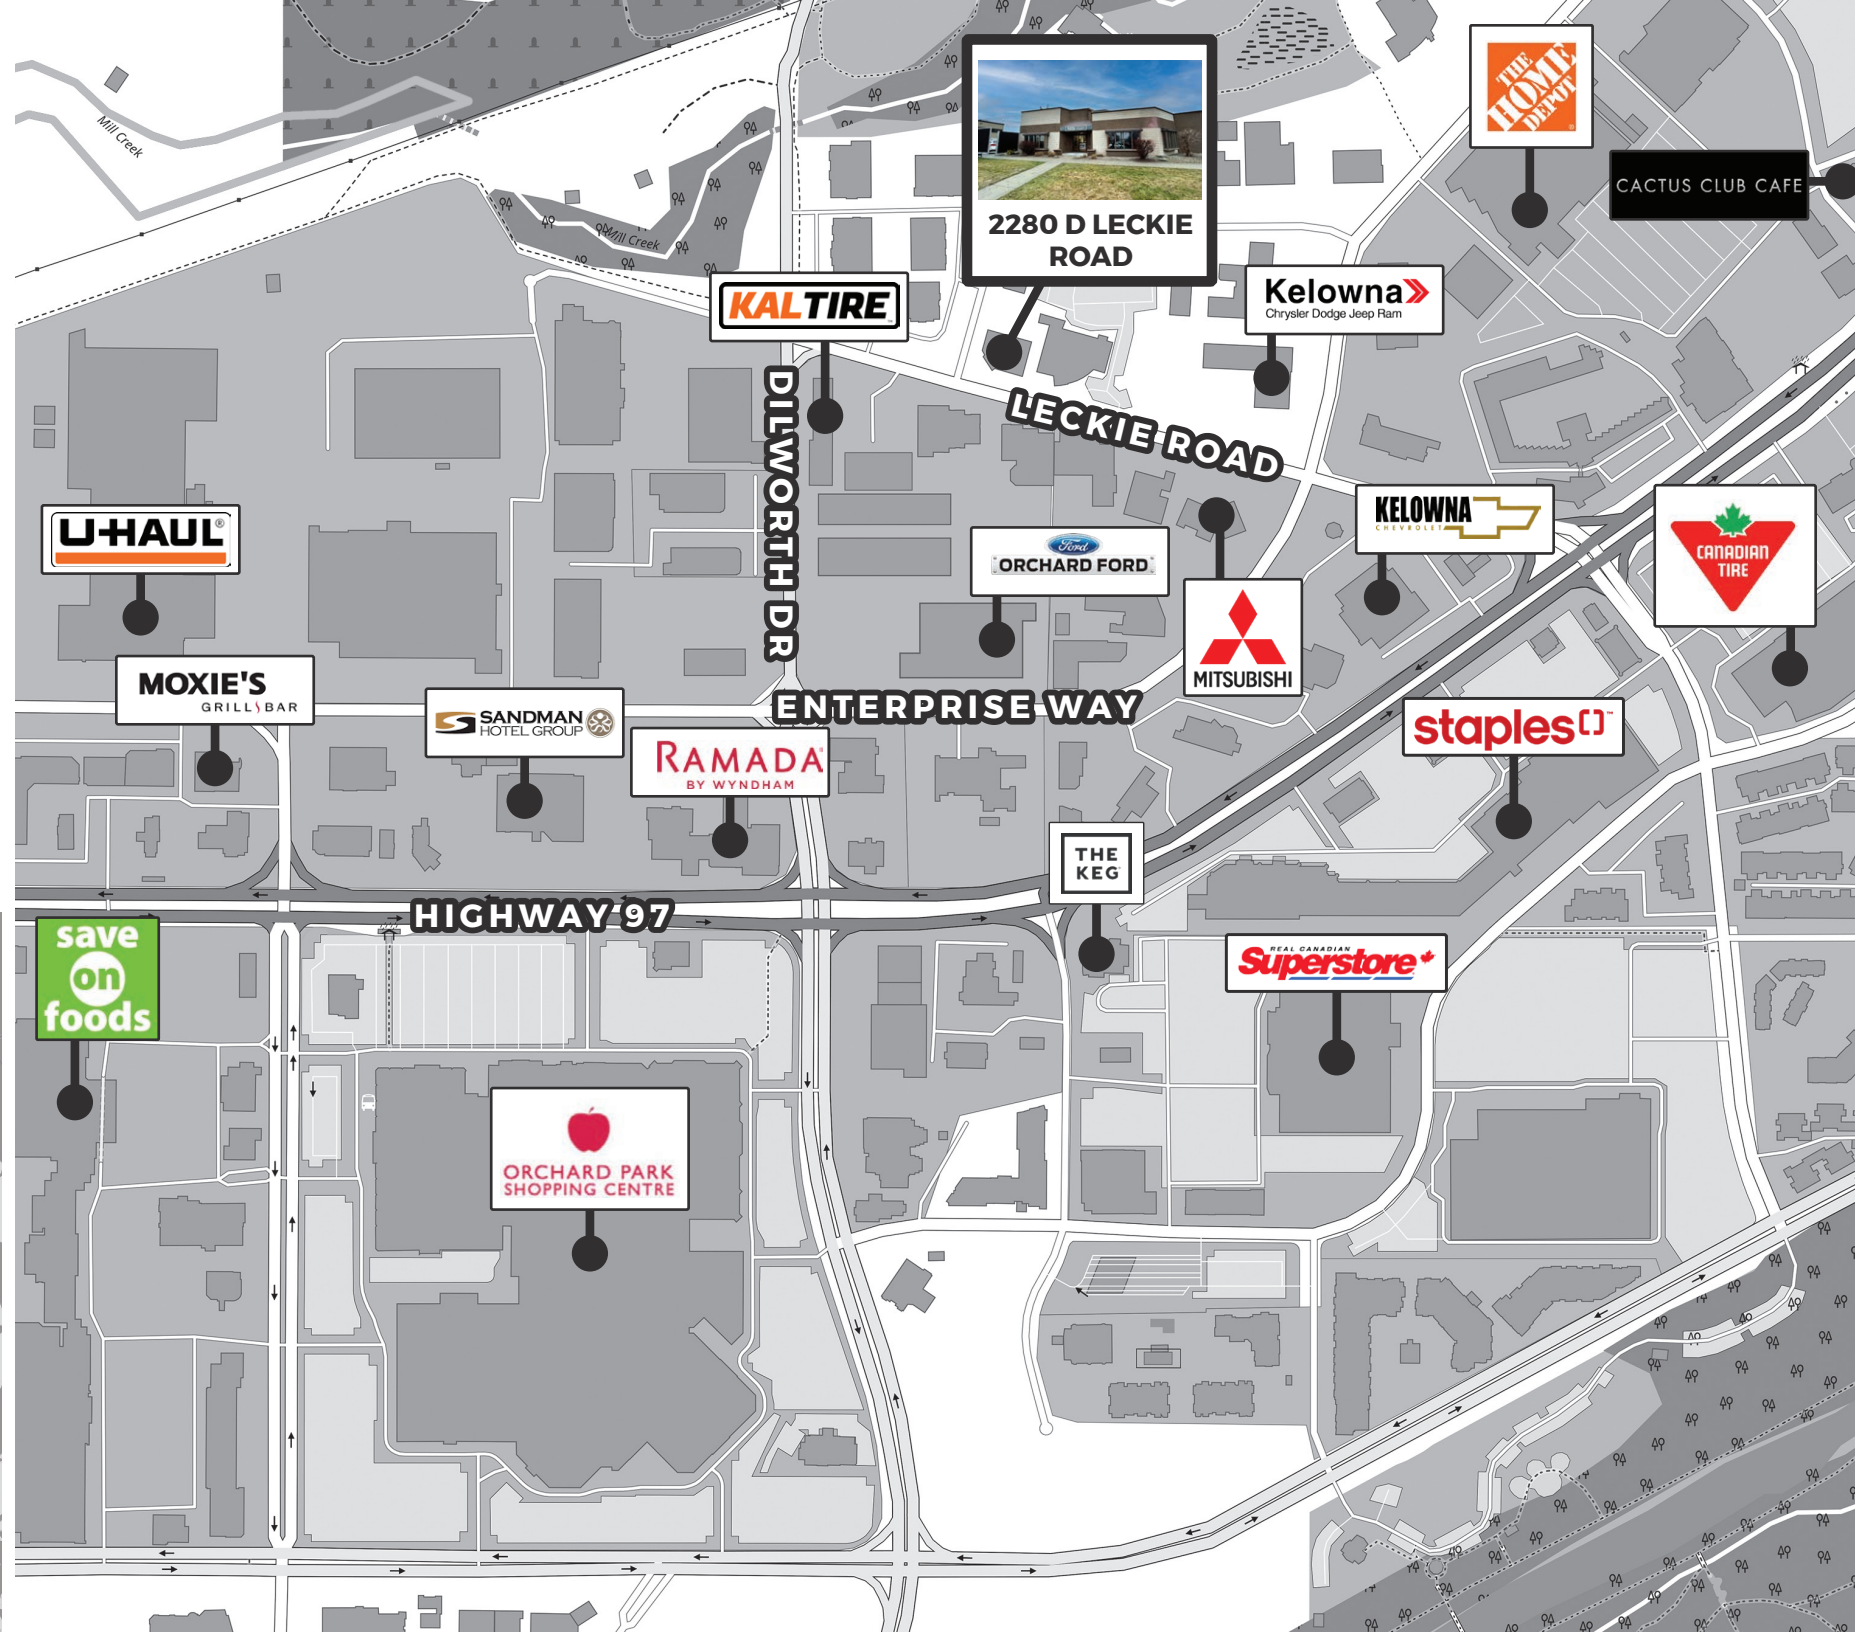 Mill Creek
THE
HOME
DEPOT
CACTUS CLUB CAFE
2280 D LECKIE
ROAD
Mill Creek
KALTIRE
Kelowna
Chrysler Dodge Jeep Ram
DILWORTH DR
LECKIE ROAD
U-HAUL®
Ford
ORCHARD FORD
KELOWNA
CHEVROLET
CANADIAN
TIRE
MITSUBISHI
MOXIE'S
GRILL BAR
SANDMAN
HOTEL GROUP
ENTERPRISE WAY
RAMADA
BY WYNDHAM
staples™
THE
KEG
HIGHWAY 97
save
on
foods
REAL CANADIAN
Superstore
ORCHARD PARK
SHOPPING CENTRE